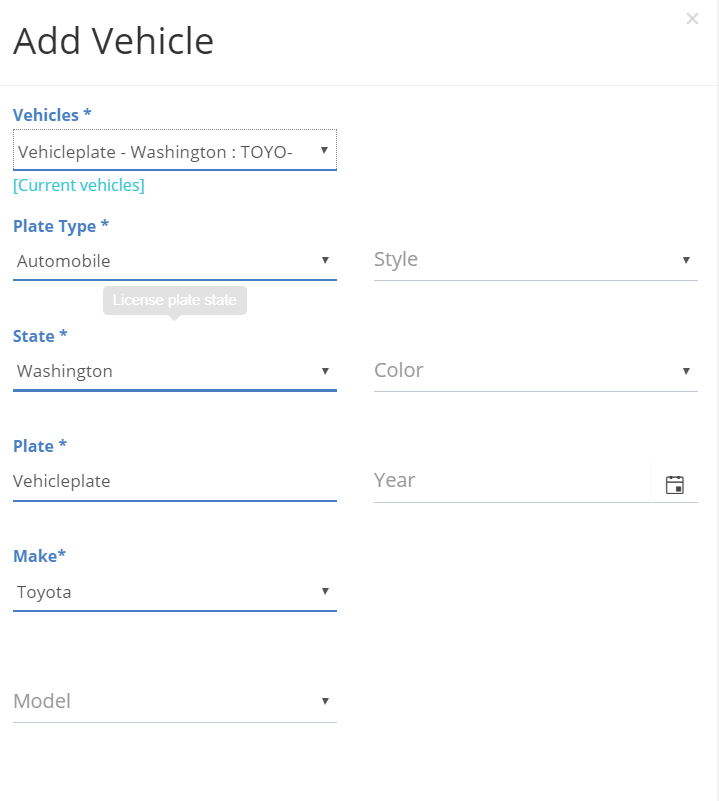 Add Vehicle
Vehicles *
Vehicleplate - Washington : TOYO-
[Current vehicles]
Plate Type *
Automobile
Style
License plate state
State *
Washington
Color
Plate *
Vehicleplate
Year
Make*
Toyota
Model